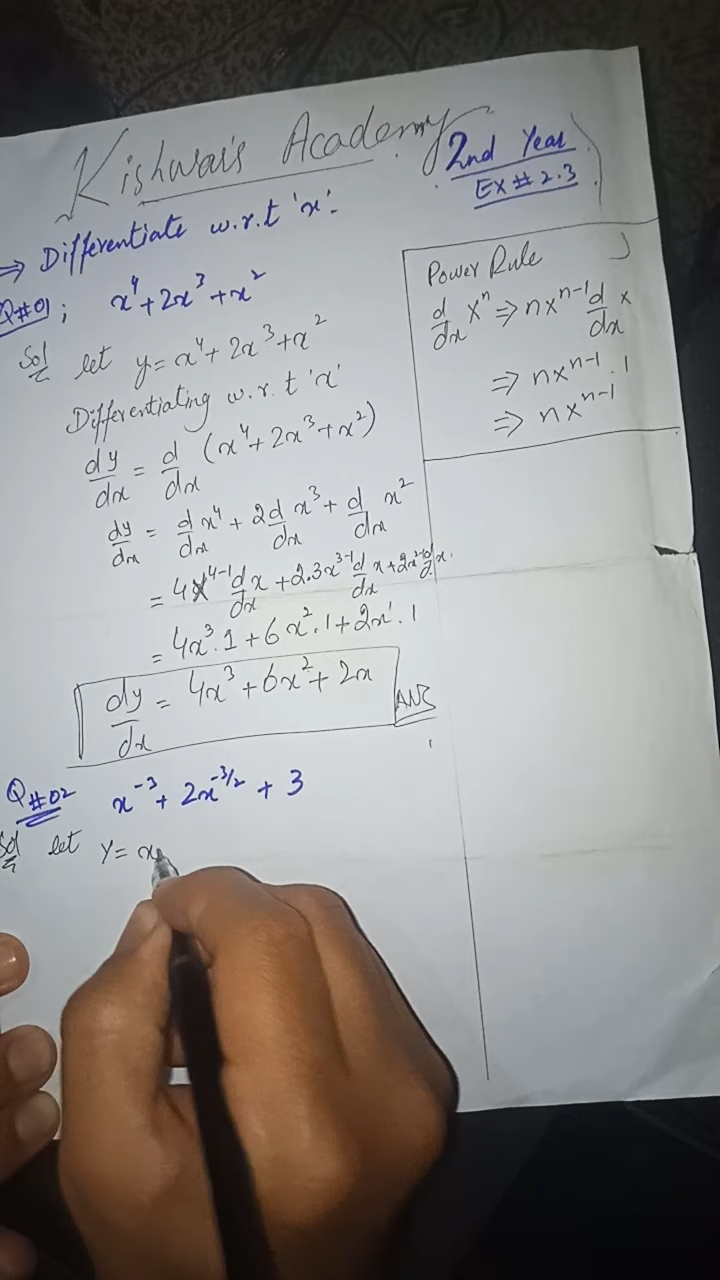 Kishwar's Academy
2nd Year
EX # 2.3
⇒ Differentiate w.r.t 'x'.
Q#01; x⁴+2x³+x²
Sol let y=x⁴+2x³+x²
Differentiating w.r.t 'x'
dy/dx = d/dx (x⁴+2x³+x²)
dy/dx = d/dx x⁴ + 2d/dx x³ + d/dx x²
= 4x⁴⁻¹ d/dx x + 2.3x³⁻¹ d/dx x + 2x²⁻¹ d/dx x.
= 4x³.1 + 6x².1 + 2x¹.1
dy/dx = 4x³+6x²+2x ANS
Power Rule
d/dx xⁿ ⇒ nxⁿ⁻¹ d/dx x
⇒ nxⁿ⁻¹.1
⇒ nxⁿ⁻¹
Q#02 x⁻³ + 2x⁻³/² + 3
Sol let Y = x